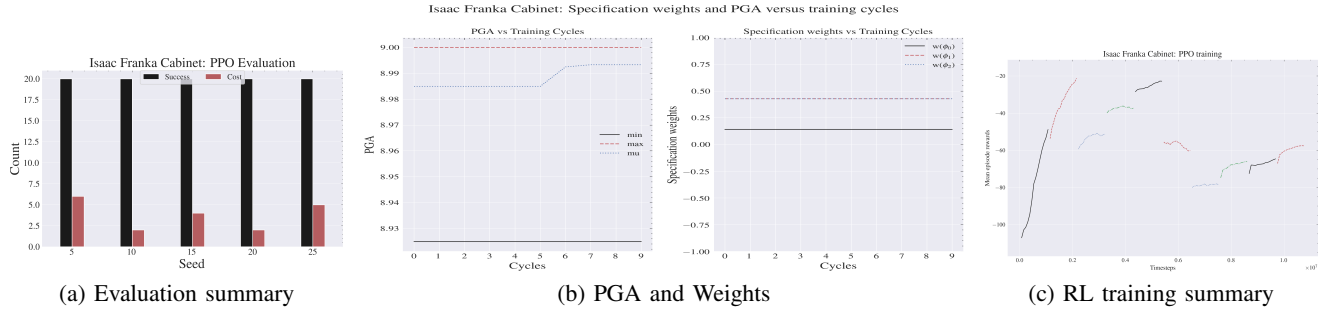 Isaac Franka Cabinet: Specification weights and PGA versus training cycles
Isaac Franka Cabinet: PPO Evaluation
Success
Cost
20.0
17.5
15.0
12.5
10.0
7.5
5.0
2.5
0.0
Count
5
10
15
20
25
Seed
(a) Evaluation summary
PGA vs Training Cycles
9.00
8.99
8.98
8.97
8.96
8.95
8.94
8.93
PGA
min
max
mu
0 1 2 3 4 5 6 7 8 9
Cycles
Specification weights vs Training Cycles
1.00
0.75
0.50
0.25
0.00
−0.25
−0.50
−0.75
−1.00
Specification weights
w(ϕ₀)
w(ϕ₁)
w(ϕ₂)
0 1 2 3 4 5 6 7 8 9
Cycles
(b) PGA and Weights
Isaac Franka Cabinet: PPO training
−20
−40
−60
−80
−100
Mean episode rewards
0.0 0.2 0.4 0.6 0.8 1.0
×10⁷
Timesteps
(c) RL training summary